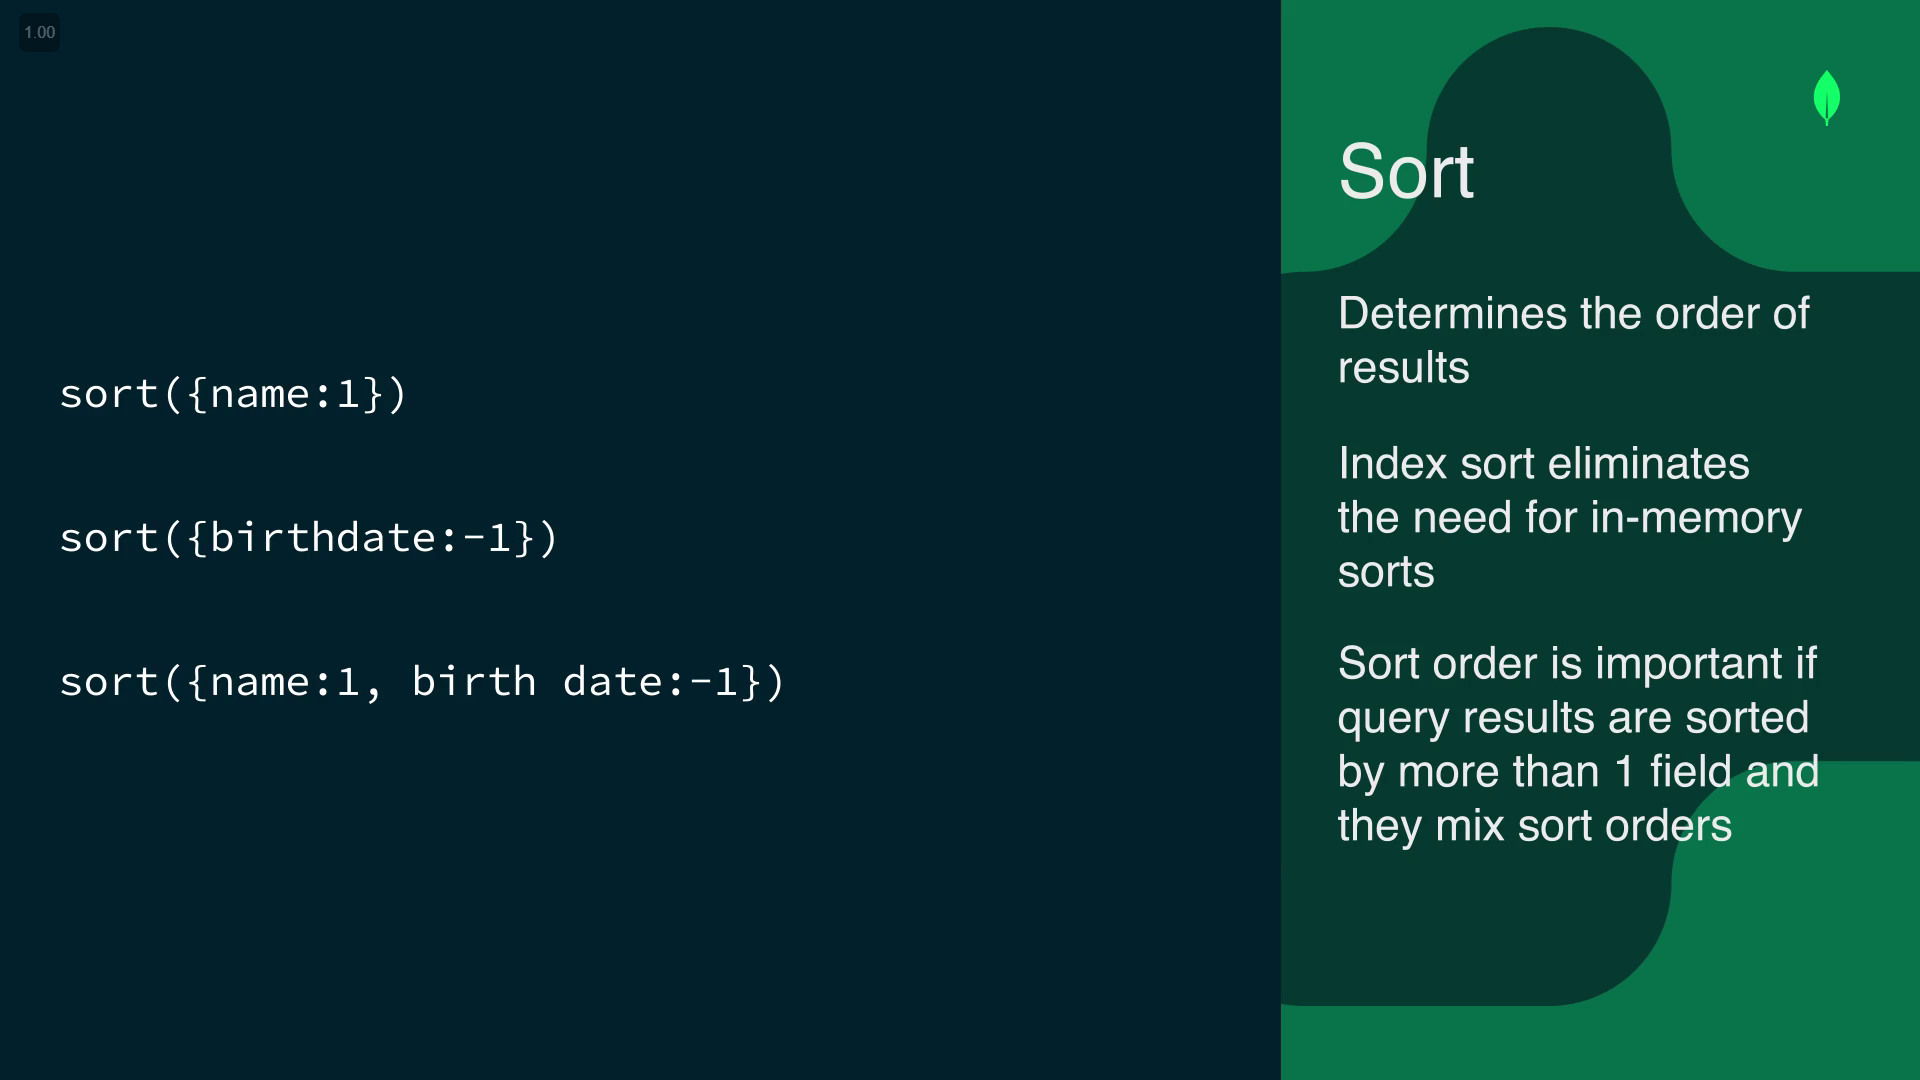 1.00
sort({name:1})
sort({birthdate:-1})
sort({name:1, birth date:-1})
Sort
Determines the order of
results
Index sort eliminates
the need for in-memory
sorts
Sort order is important if
query results are sorted
by more than 1 field and
they mix sort orders